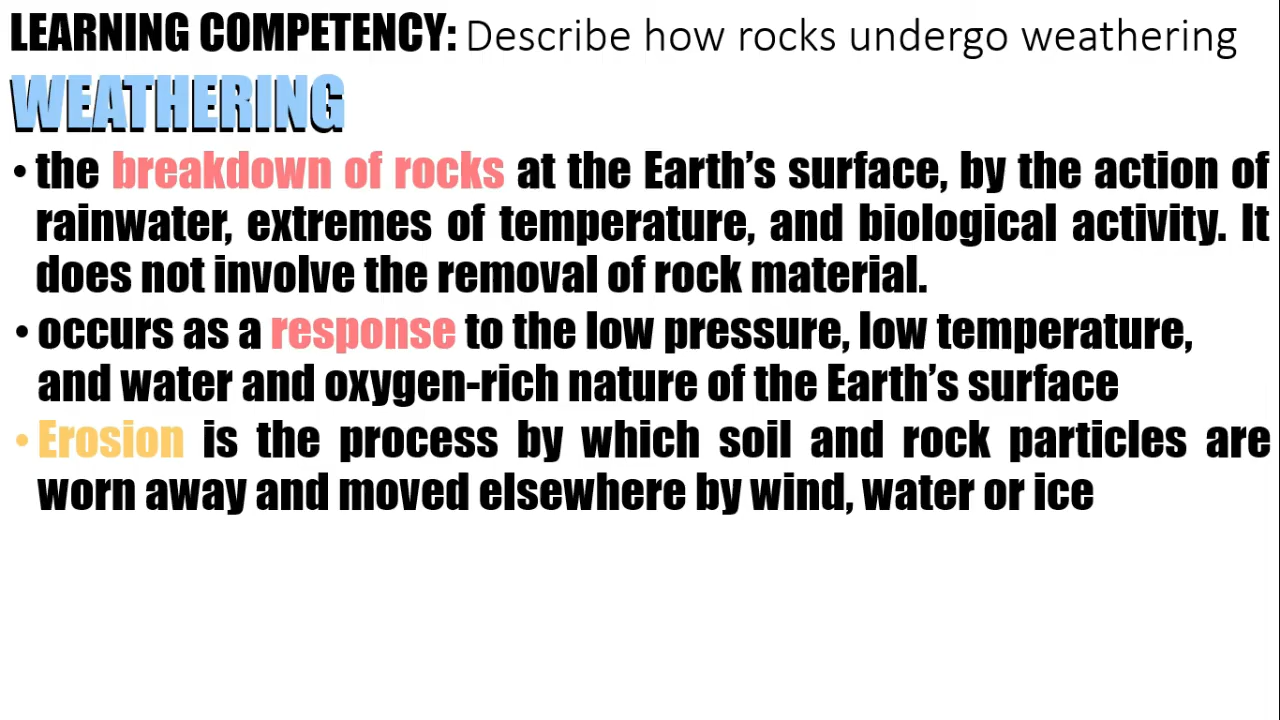 LEARNING COMPETENCY: Describe how rocks undergo weathering
WEATHERING
• the breakdown of rocks at the Earth’s surface, by the action of
rainwater, extremes of temperature, and biological activity. It
does not involve the removal of rock material.
• occurs as a response to the low pressure, low temperature,
and water and oxygen-rich nature of the Earth’s surface
• Erosion is the process by which soil and rock particles are
worn away and moved elsewhere by wind, water or ice